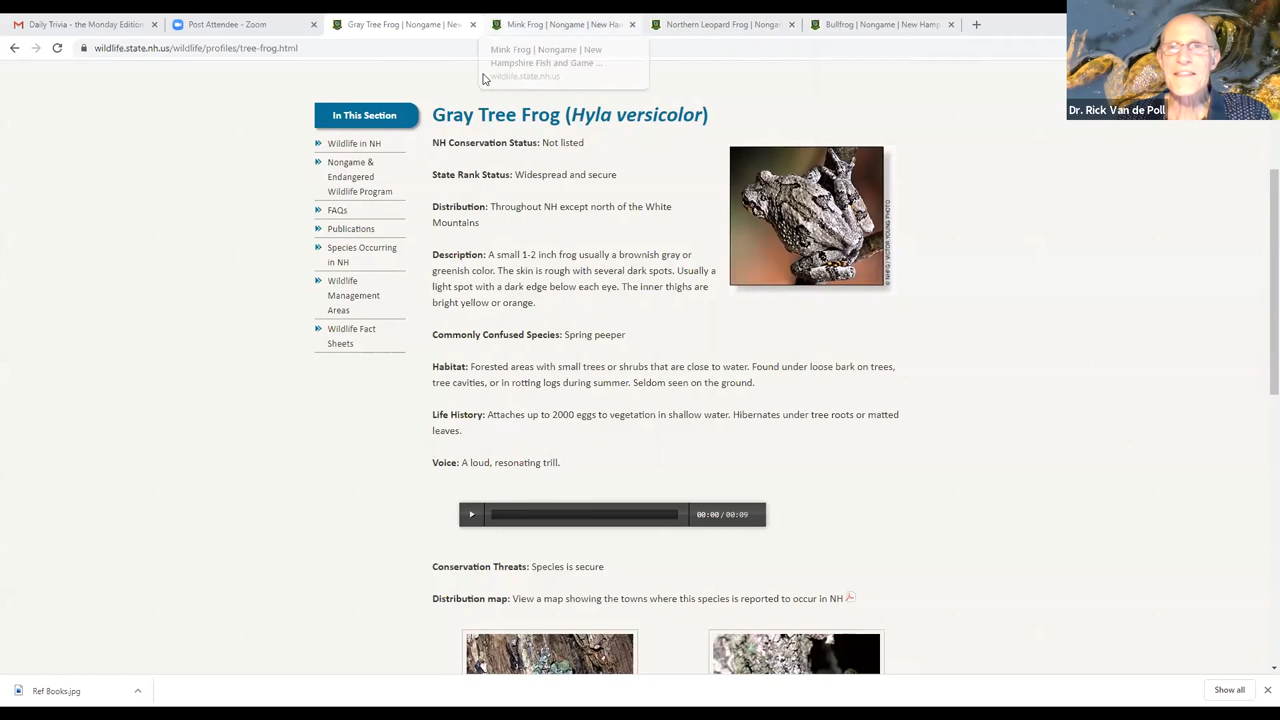 Daily Trivia - the Monday Edition
Post Attendee - Zoom
Gray Tree Frog | Nongame | New
Mink Frog | Nongame | New Ham
Northern Leopard Frog | Nongam
Bullfrog | Nongame | New Hamp
wildlife.state.nh.us/wildlife/profiles/tree-frog.html
Mink Frog | Nongame | New
Hampshire Fish and Game ...
wildlife.state.nh.us
Dr. Rick Van de Poll
In This Section
Wildlife in NH
Nongame &
Endangered
Wildlife Program
FAQs
Publications
Species Occurring
in NH
Wildlife
Management
Areas
Wildlife Fact
Sheets
Gray Tree Frog (Hyla versicolor)
NH Conservation Status: Not listed
State Rank Status: Widespread and secure
Distribution: Throughout NH except north of the White
Mountains
Description: A small 1-2 inch frog usually a brownish gray or
greenish color. The skin is rough with several dark spots. Usually a
light spot with a dark edge below each eye. The inner thighs are
bright yellow or orange.
© NHFG / VICTOR YOUNG PHOTO
Commonly Confused Species: Spring peeper
Habitat: Forested areas with small trees or shrubs that are close to water. Found under loose bark on trees,
tree cavities, or in rotting logs during summer. Seldom seen on the ground.
Life History: Attaches up to 2000 eggs to vegetation in shallow water. Hibernates under tree roots or matted
leaves.
Voice: A loud, resonating trill.
00:00 / 00:09
Conservation Threats: Species is secure
Distribution map: View a map showing the towns where this species is reported to occur in NH
Ref Books.jpg
Show all